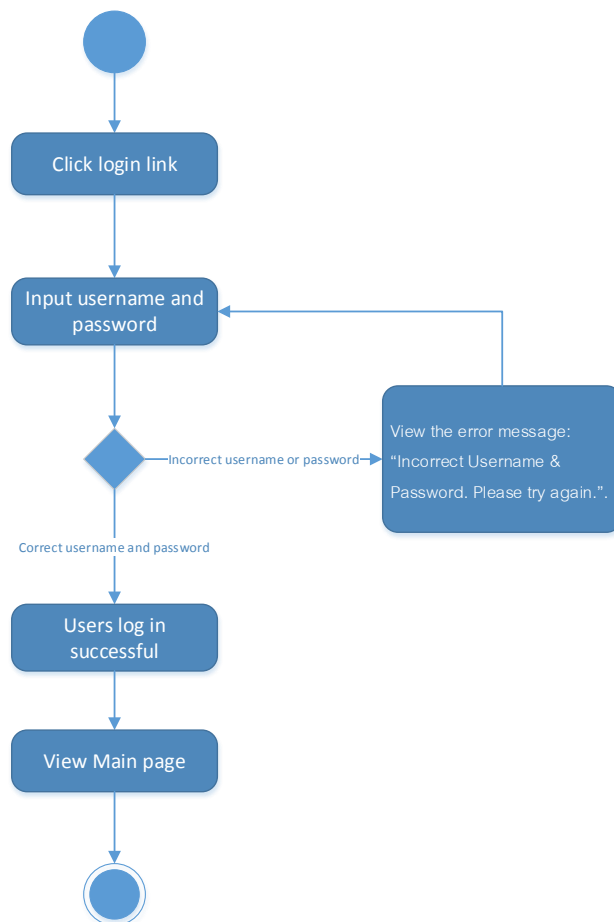 Click login link
Input username and
password
Incorrect username or password
View the error message:
“Incorrect Username &
Password. Please try again.”.
Correct username and password
Users log in
successful
View Main page